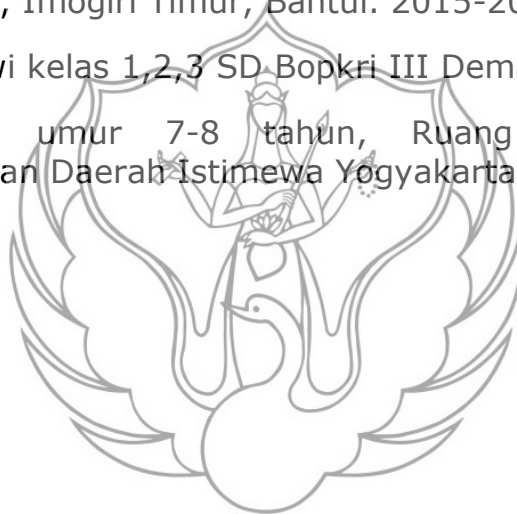 , Imogiri Timur, Bantul. 2015-20
vi kelas 1,2,3 SD Bopkri III Dem
umur 7-8 tahun, Ruang
an Daerah Istimewa Yogyakarta